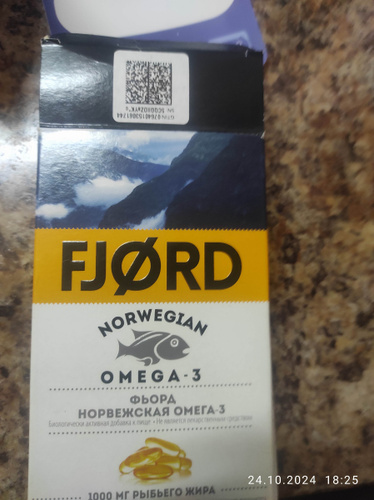 FJØRD
NORWEGIAN
OMEGA-3
ФЬОРД
НОРВЕЖСКАЯ ОМЕГА-3
Биологически активная добавка к пище • Не является лекарственным средством
1000 МГ РЫБЬЕГО ЖИРА
24.10.2024 18:25